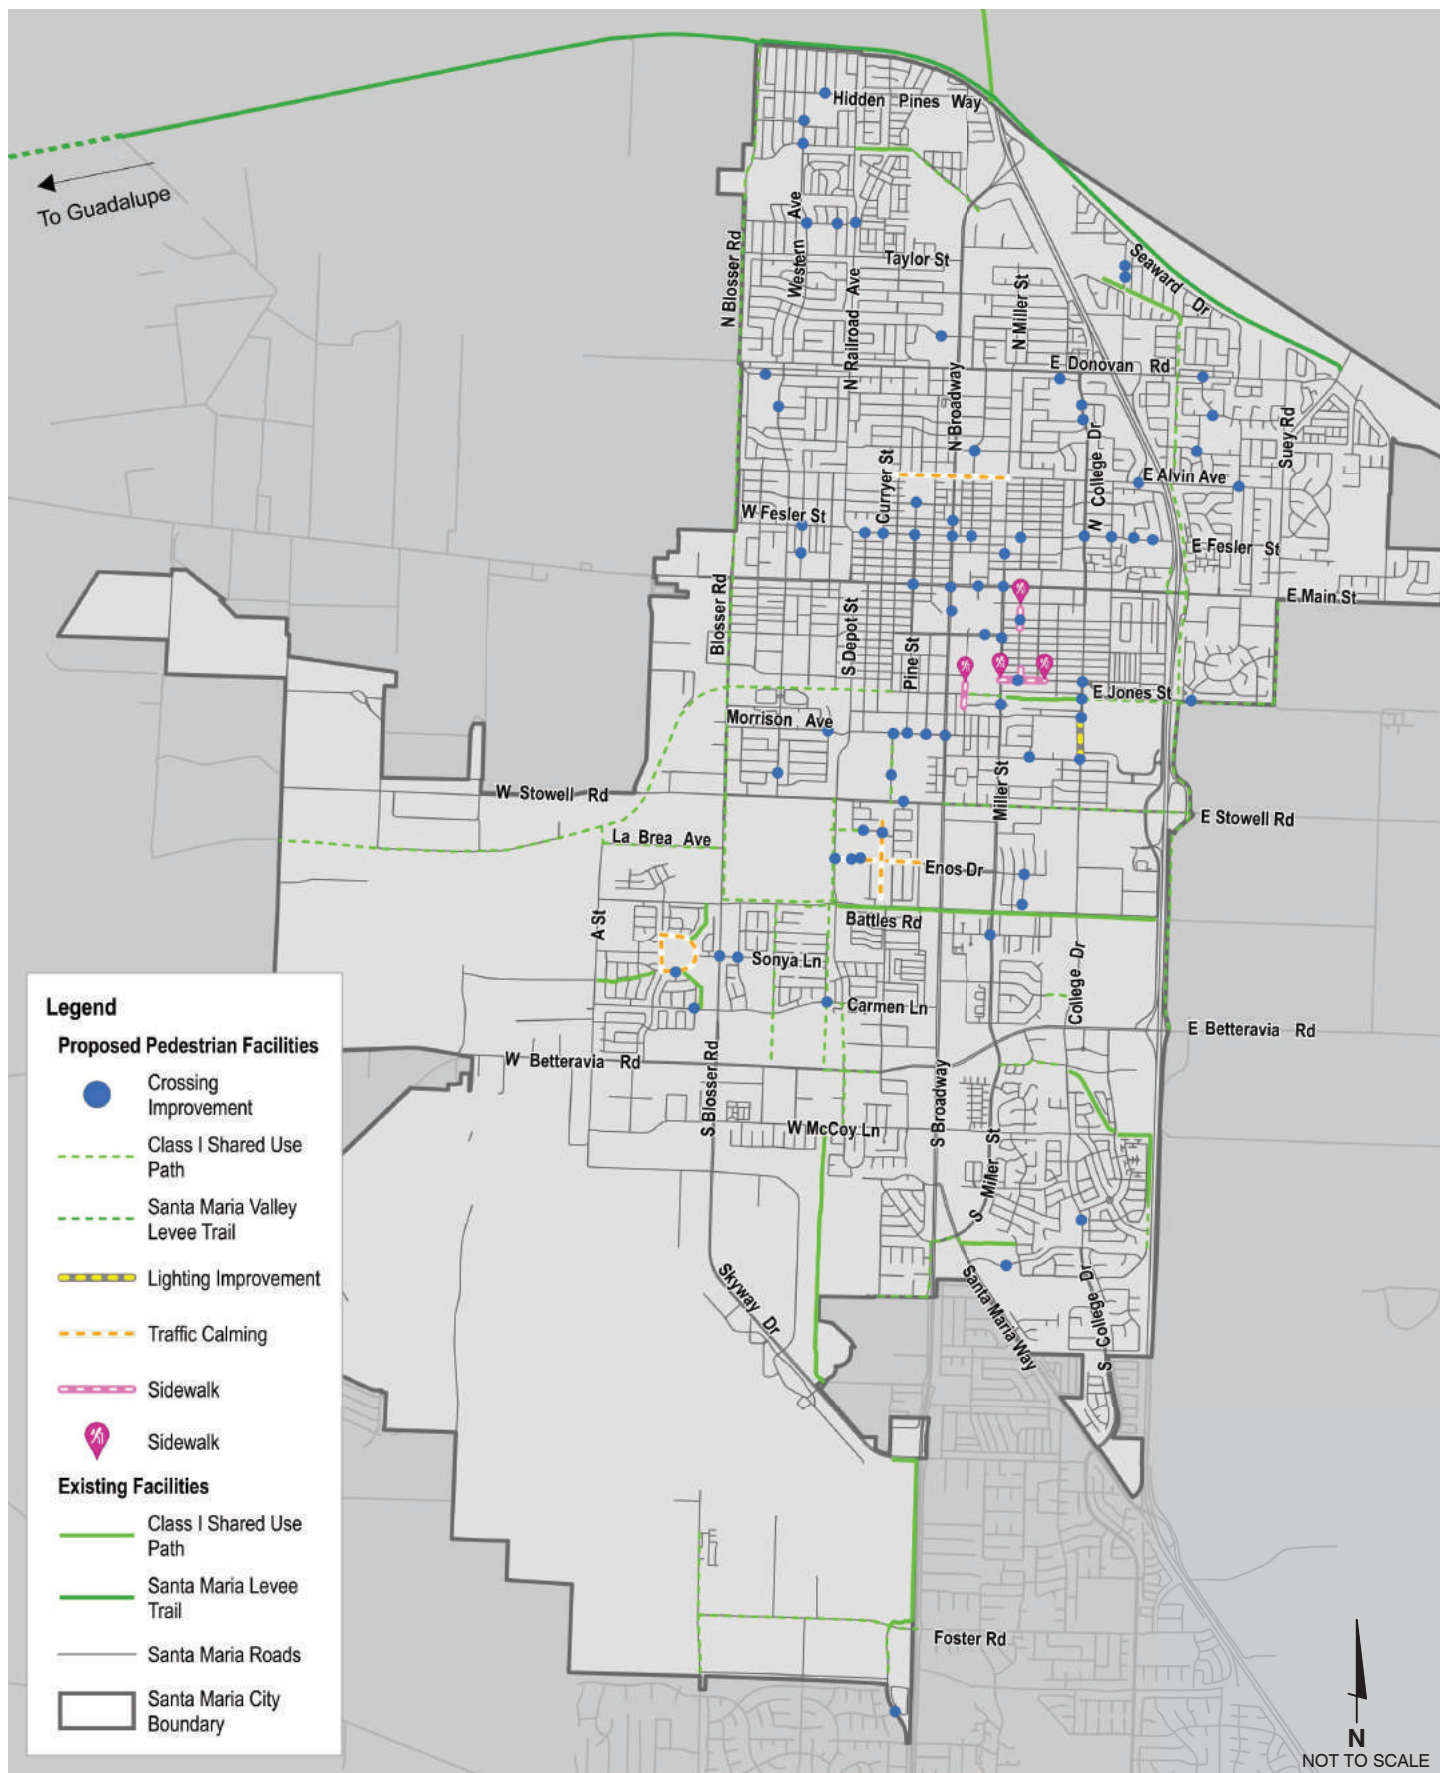 Hidden Pines Way
To Guadalupe
N Blosser Rd
Western Ave
N Railroad Ave
Taylor St
N Miller St
Seaward Dr
E Donovan Rd
N Broadway
Curryer St
N College Dr
Suey Rd
E Alvin Ave
W Fesler St
E Fesler St
Blosser Rd
S Depot St
Pine St
E Main St
E Jones St
Morrison Ave
W Stowell Rd
Miller St
E Stowell Rd
La Brea Ave
Enos Dr
A St
Battles Rd
Sonya Ln
College Dr
Carmen Ln
E Betteravia Rd
W Betteravia Rd
S Blosser Rd
S Broadway
W McCoy Ln
S Miller St
Skyway Dr
Santa Maria Way
S College Dr
Foster Rd
Legend
Proposed Pedestrian Facilities
Crossing
Improvement
Class I Shared Use
Path
Santa Maria Valley
Levee Trail
Lighting Improvement
Traffic Calming
Sidewalk
Sidewalk
Existing Facilities
Class I Shared Use
Path
Santa Maria Levee
Trail
Santa Maria Roads
Santa Maria City
Boundary
N
NOT TO SCALE